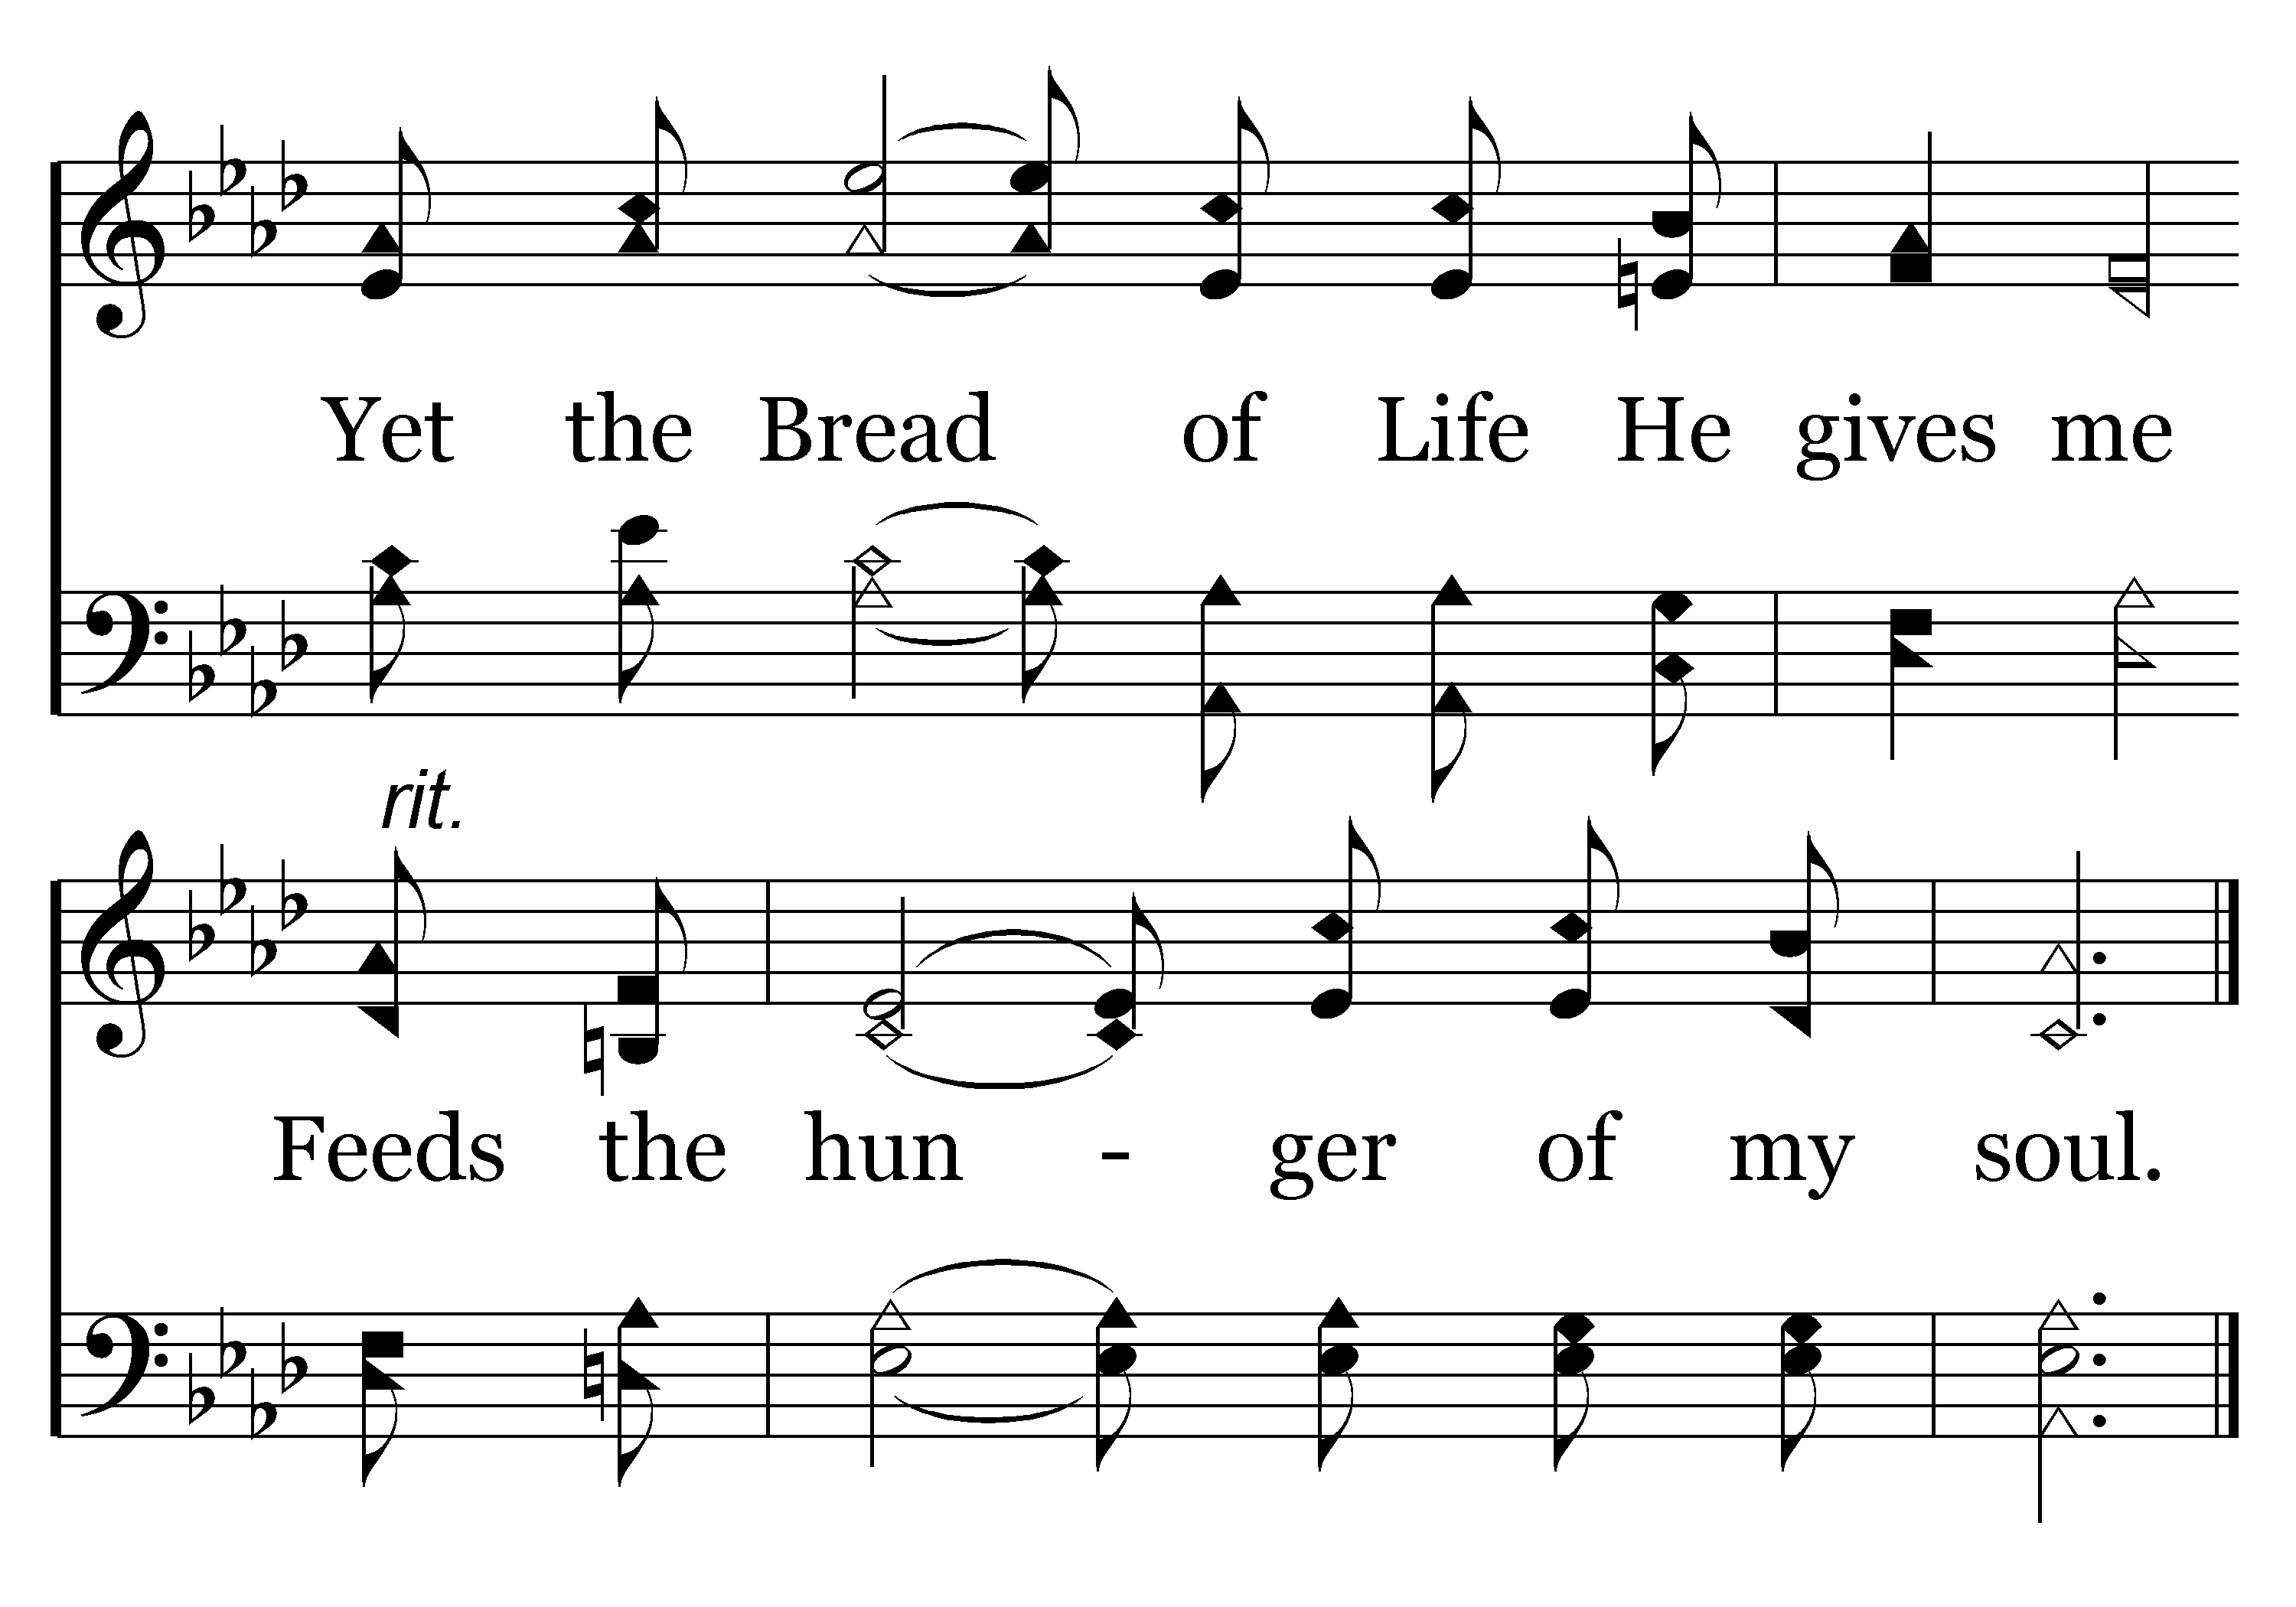 Yet the Bread of Life He gives me
rit.
Feeds the hun - ger of my soul.